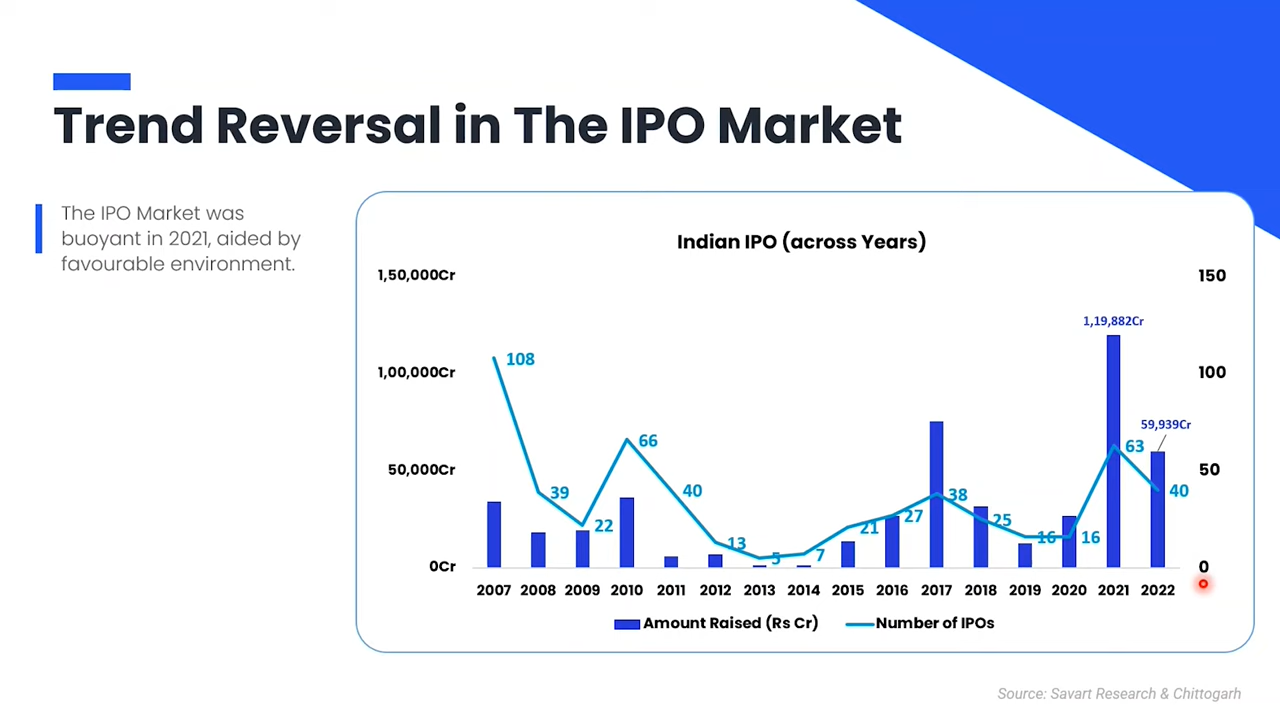 Trend Reversal in The IPO Market
The IPO Market was
buoyant in 2021, aided by
favourable environment.
Indian IPO (across Years)
1,50,000Cr
1,00,000Cr
50,000Cr
0Cr
150
100
50
0
108
39
22
66
40
13
5
7
21
27
38
25
16
16
63
40
1,19,882Cr
59,939Cr
2007 2008 2009 2010 2011 2012 2013 2014 2015 2016 2017 2018 2019 2020 2021 2022
Amount Raised (Rs Cr) Number of IPOs
Source: Savart Research & Chittogarh